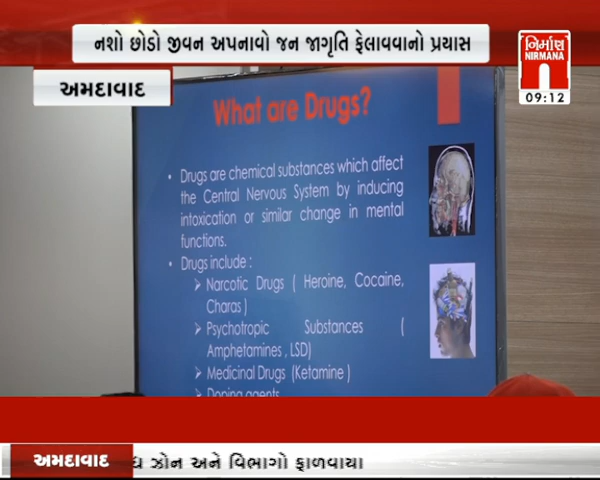 નશો છોડો જીવન અપનાવો જન જાગૃતિ ફેલાવવાનો પ્રયાસ
નિર્માણ
NIRMANA
09:12
અમદાવાદ
What are Drugs?
• Drugs are chemical substances which affect
the Central Nervous System by inducing
intoxication or similar change in mental
functions.
• Drugs include :
➢ Narcotic Drugs ( Heroine, Cocaine,
Charas )
➢ Psychotropic Substances (
Amphetamines , LSD)
➢ Medicinal Drugs (Ketamine )
➢ Doping agents
અમદાવાદ
ઝોન અને વિભાગો ફાળવાયા